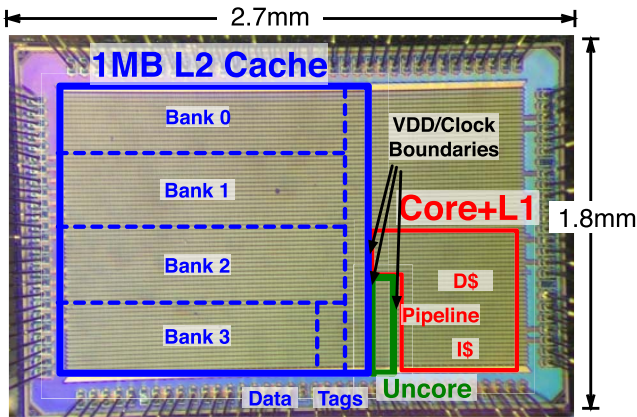 2.7mm
1MB L2 Cache
Bank 0
VDD/Clock
Boundaries
Bank 1
Core+L1
1.8mm
Bank 2
D$
Pipeline
Bank 3
I$
Uncore
Data
Tags